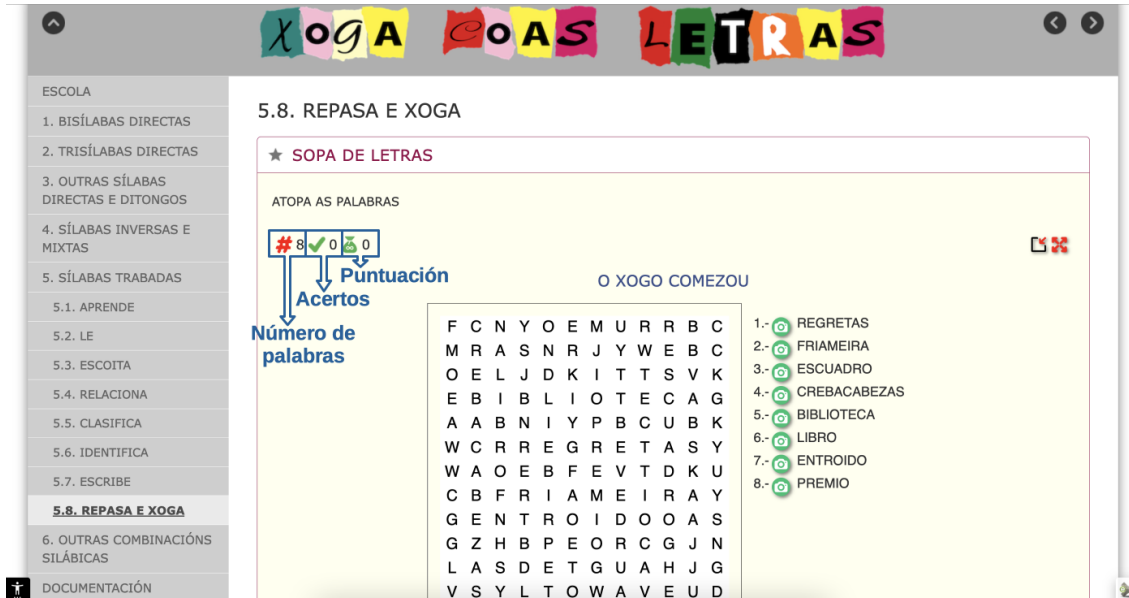 XOGA COAS LETRAS
ESCOLA
1. BISÍLABAS DIRECTAS
2. TRISÍLABAS DIRECTAS
3. OUTRAS SÍLABAS
DIRECTAS E DITONGOS
4. SÍLABAS INVERSAS E
MIXTAS
5. SÍLABAS TRABADAS
5.1. APRENDE
5.2. LE
5.3. ESCOITA
5.4. RELACIONA
5.5. CLASIFICA
5.6. IDENTIFICA
5.7. ESCRIBE
5.8. REPASA E XOGA
6. OUTRAS COMBINACIÓNS
SILÁBICAS
DOCUMENTACIÓN
5.8. REPASA E XOGA
SOPA DE LETRAS
ATOPA AS PALABRAS
# 8 0 0
Puntuación
Acertos
Número de
palabras
O XOGO COMEZOU
F C N Y O E M U R R B C
M R A S N R J Y W E B C
O E L J D K I T T S V K
E B I B L I O T E C A G
A A B N I Y P B C U B K
W C R R E G R E T A S Y
W A O E B F E V T D K U
C B F R I A M E I R A Y
G E N T R O I D O O A S
G Z H B P E O R C G J N
L A S D E T G U A H J G
V S Y L T O W A V E U D
1.- REGRETAS
2.- FRIAMEIRA
3.- ESCUADRO
4.- CREBACABEZAS
5.- BIBLIOTECA
6.- LIBRO
7.- ENTROIDO
8.- PREMIO